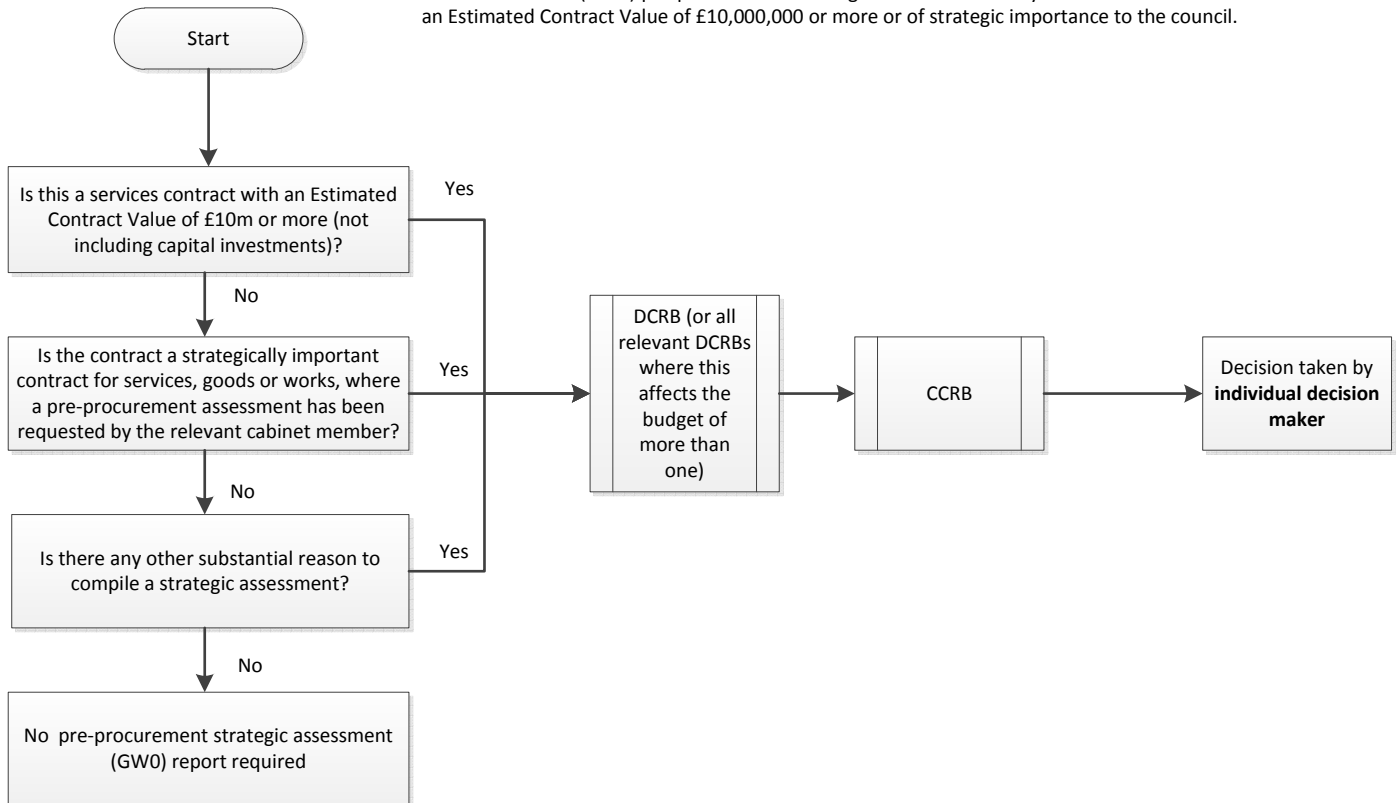 an Estimated Contract Value of £10,000,000 or more or of strategic importance to the council.
Start
Is this a services contract with an Estimated
Contract Value of £10m or more (not
including capital investments)?
Yes
No
Is the contract a strategically important
contract for services, goods or works, where
a pre-procurement assessment has been
requested by the relevant cabinet member?
Yes
No
Is there any other substantial reason to
compile a strategic assessment?
Yes
No
No pre-procurement strategic assessment
(GW0) report required
DCRB (or all
relevant DCRBs
where this
affects the
budget of
more than
one)
CCRB
Decision taken by
individual decision
maker